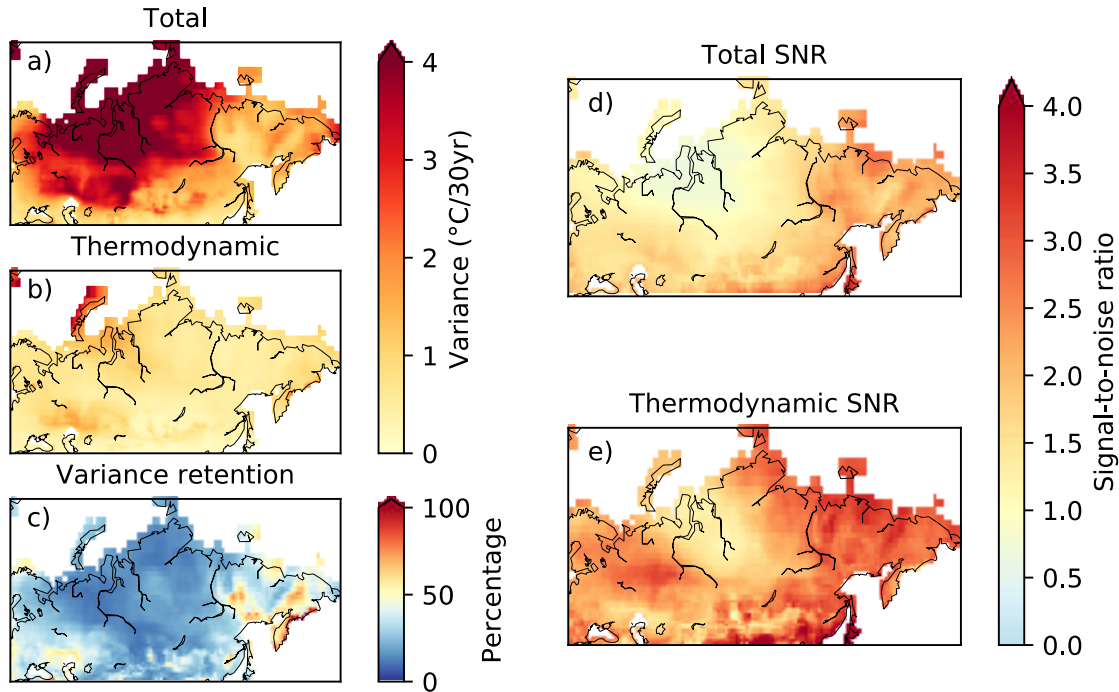 Total
a)
4
3
2
1
0
Variance (°C/30yr)
Thermodynamic
b)
Variance retention
c)
100
50
0
Percentage
Total SNR
d)
Thermodynamic SNR
e)
4.0
3.5
3.0
2.5
2.0
1.5
1.0
0.5
0.0
Signal-to-noise ratio